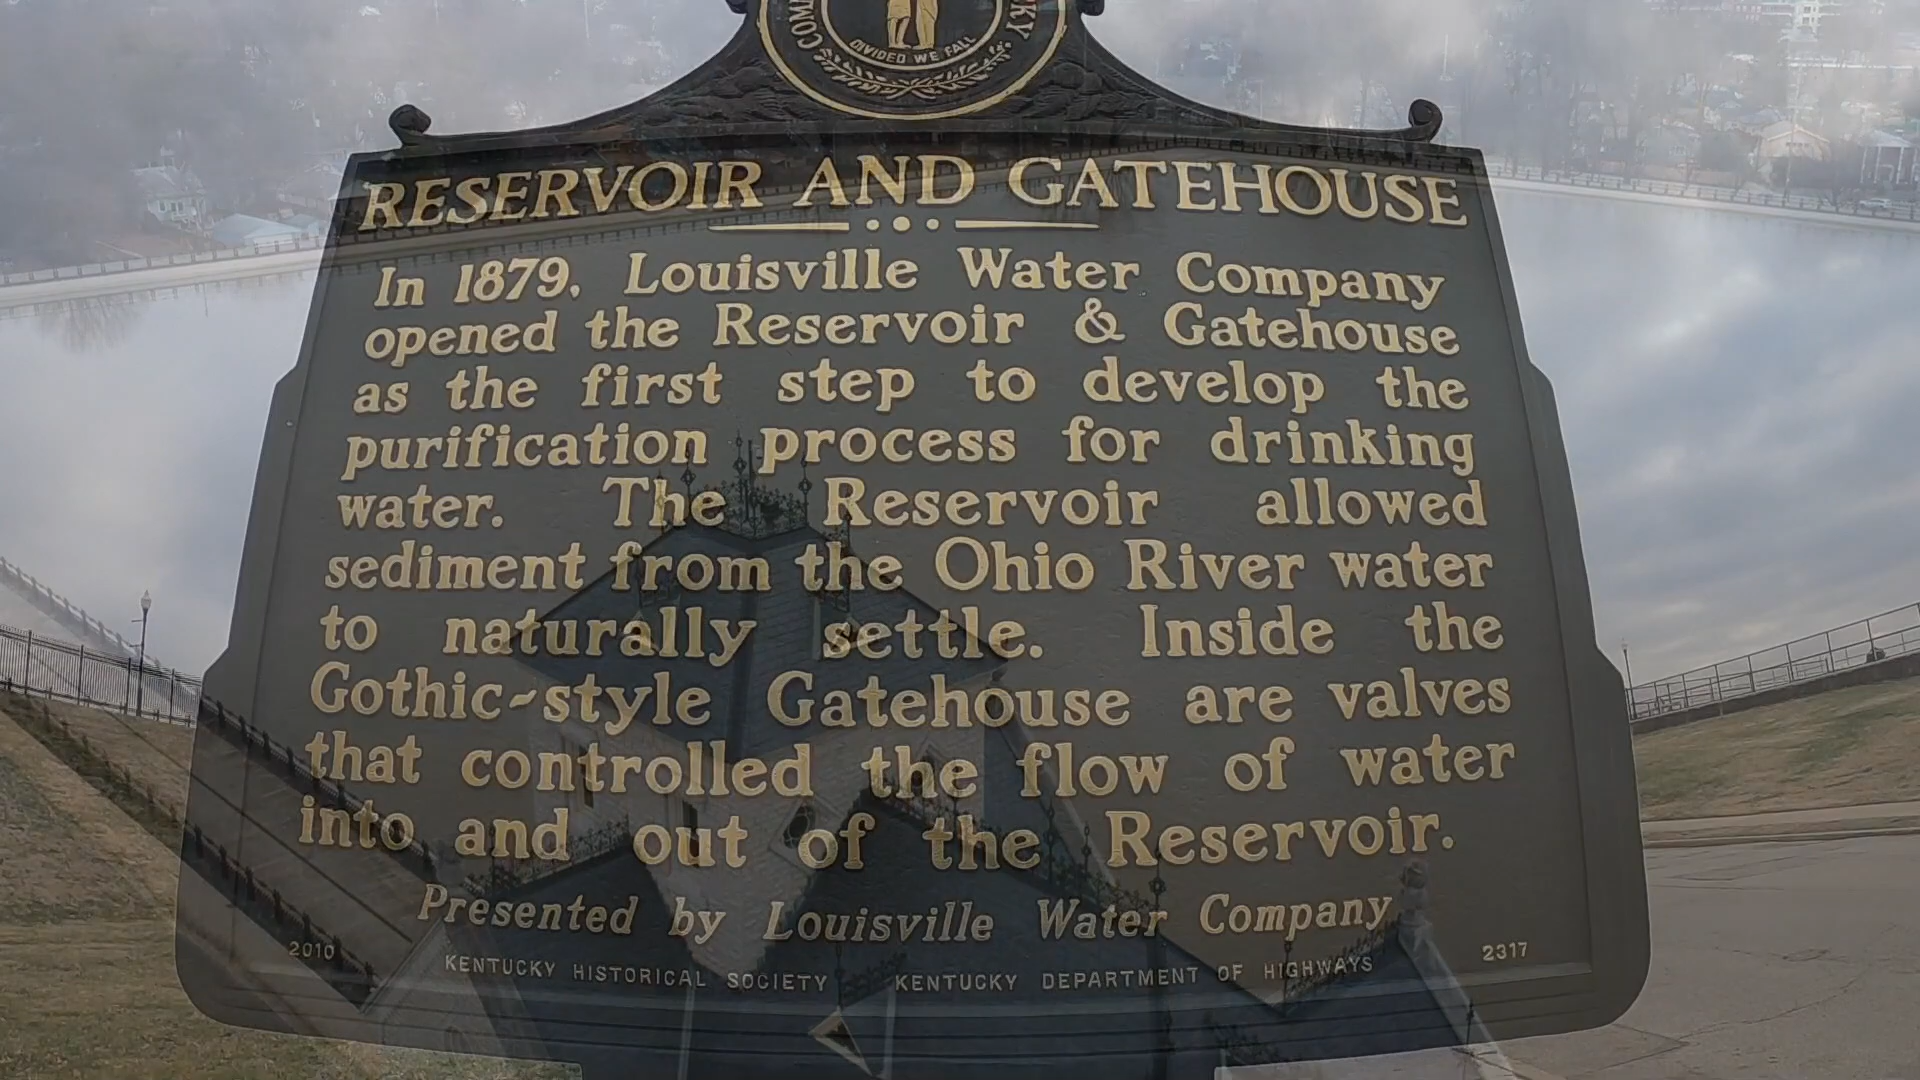 COM
KY
DIVIDED WE FALL
RESERVOIR AND GATEHOUSE
In 1879, Louisville Water Company
opened the Reservoir & Gatehouse
as the first step to develop the
purification process for drinking
water. The Reservoir allowed
sediment from the Ohio River water
to naturally settle. Inside the
Gothic-style Gatehouse are valves
that controlled the flow of water
into and out of the Reservoir.
Presented by Louisville Water Company
2010
2317
KENTUCKY HISTORICAL SOCIETY KENTUCKY DEPARTMENT OF HIGHWAYS